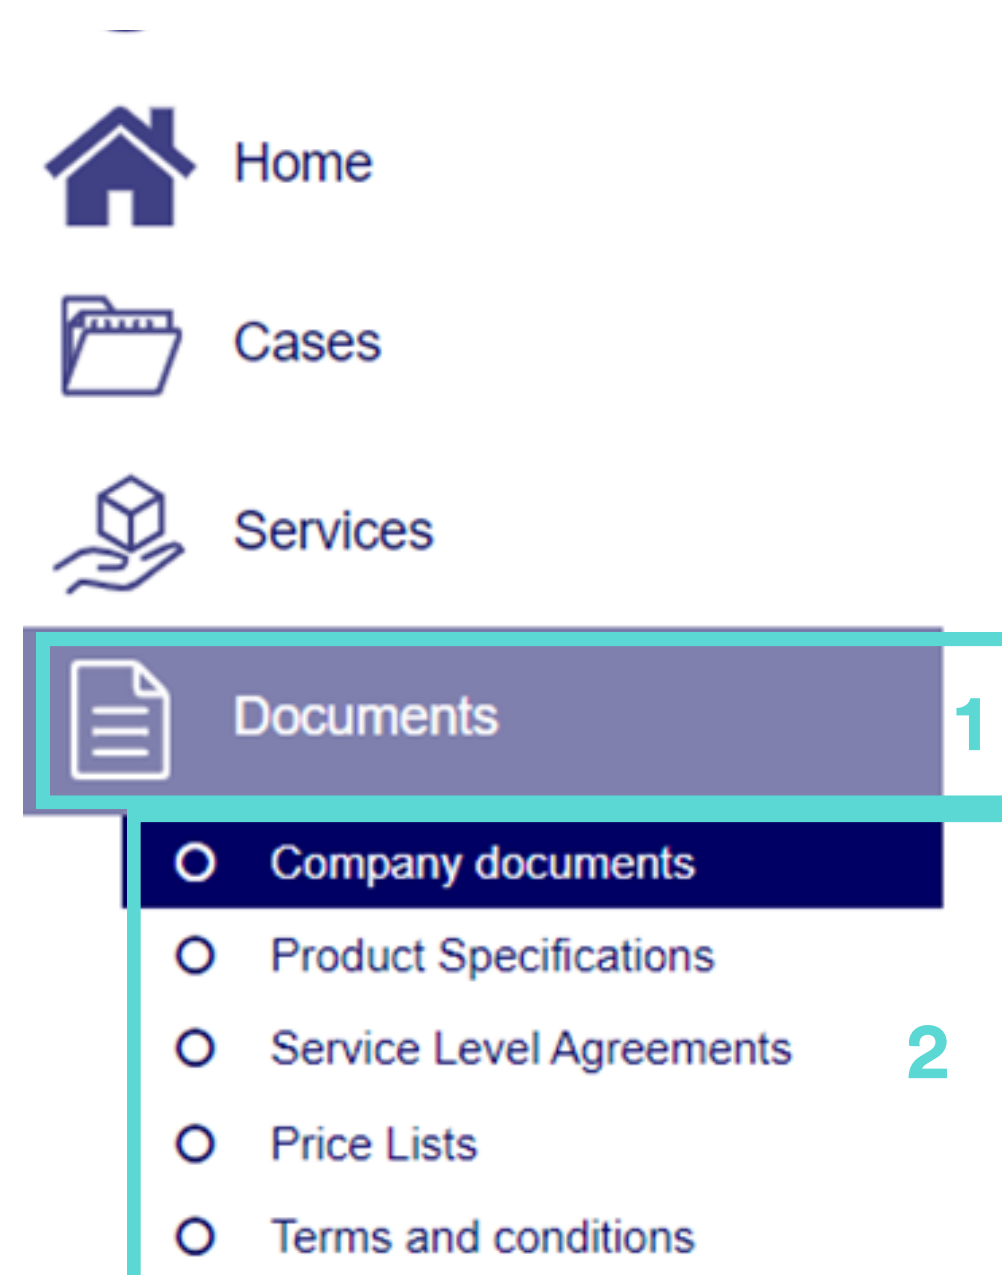 Home
Cases
Services
Documents
1
Company documents
Product Specifications
Service Level Agreements
2
Price Lists
Terms and conditions